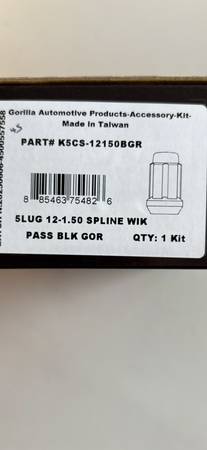 Gorilla Automotive Products-Accessory-Kit-
Made in Taiwan
PART# K5CS-12150BGR
8 85463 75482 6
5LUG 12-1.50 SPLINE WIK
PASS BLK GOR QTY: 1 Kit